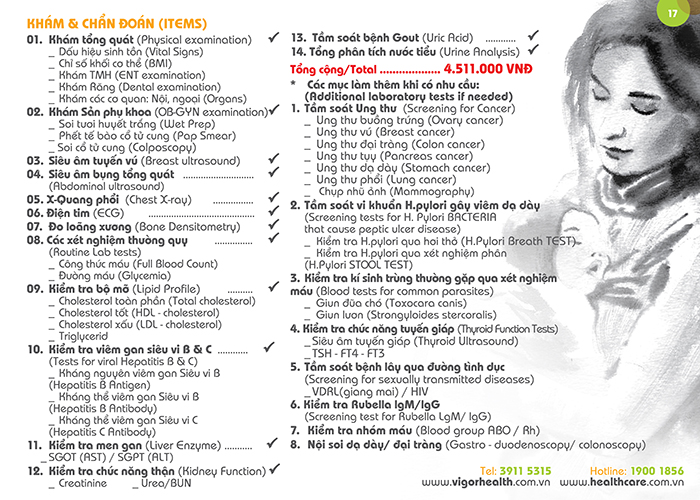 17
KHÁM & CHẨN ĐOÁN (ITEMS)
01. Khám tổng quát (Physical examination) ✓
_ Dấu hiệu sinh tồn (Vital Signs)
_ Chỉ số khối cơ thể (BMI)
_ Khám TMH (ENT examination)
_ Khám Răng (Dental examination)
_ Khám các cơ quan: Nội, ngoại (Organs)
02. Khám Sản phụ khoa (OB-GYN examination) ✓
_ Soi tươi huyết trắng (Wet Prep)
_ Phết tế bào cổ tử cung (Pap Smear)
_ Soi cổ tử cung (Colposcopy)
03. Siêu âm tuyến vú (Breast ultrasound) ✓
04. Siêu âm bụng tổng quát ........................... ✓
(Abdominal ultrasound)
05. X-Quang phổi (Chest X-ray) ............... ✓
06. Điện tim (ECG) .................................. ✓
07. Đo loãng xương (Bone Densitometry) ✓
08. Các xét nghiệm thường quy ............... ✓
(Routine Lab tests)
_ Công thức máu (Full Blood Count)
_ Đường máu (Glycemia)
09. Kiểm tra bộ mỡ (Lipid Profile) .......... ✓
_ Cholesterol toàn phần (Total cholesterol)
_ Cholesterol tốt (HDL - cholesterol)
_ Cholesterol xấu (LDL - cholesterol)
_ Triglycerid
10. Kiểm tra viêm gan siêu vi B & C ............ ✓
(Tests for viral Hepatitis B & C)
_ Kháng nguyên viêm gan Siêu vi B
(Hepatitis B Antigen)
_ Kháng thể viêm gan Siêu vi B
(Hepatitis B Antibody)
_ Kháng thể viêm gan Siêu vi C
(Hepatitis C Antibody)
11. Kiểm tra men gan (Liver Enzyme) ........... ✓
_ SGOT (AST) / SGPT (ALT)
12. Kiểm tra chức năng thận (Kidney Function) ✓
_ Creatinine _ Urea/BUN
13. Tầm soát bệnh Gout (Uric Acid) ............... ✓
14. Tổng phân tích nước tiểu (Urine Analysis) ✓
Tổng cộng/Total ................... 4.511.000 VNĐ
* Các mục làm thêm khi có nhu cầu:
(Additional laboratory tests if needed)
1. Tầm soát Ung thư (Screening for Cancer)
_ Ung thư buồng trứng (Ovary cancer)
_ Ung thư vú (Breast cancer)
_ Ung thư đại tràng (Colon cancer)
_ Ung thư tụy (Pancreas cancer)
_ Ung thư dạ dày (Stomach cancer)
_ Ung thư phổi (Lung cancer)
_ Chụp nhũ ảnh (Mammography)
2. Tầm soát vi khuẩn H.pylori gây viêm dạ dày
(Screening tests for H. Pylori BACTERIA
that cause peptic ulcer disease)
_ Kiểm tra H.pylori qua hơi thở (H.Pylori Breath TEST)
_ Kiểm tra H.pylori qua xét nghiệm phân
(H.Pylori STOOL TEST)
3. Kiểm tra kí sinh trùng thường gặp qua xét nghiệm
máu (Blood tests for common parasites)
_ Giun đũa chó (Toxocara canis)
_ Giun lươn (Strongyloides stercoralis)
4. Kiểm tra chức năng tuyến giáp (Thyroid Function Tests)
_Siêu âm tuyến giáp (Thyroid Ultrasound)
_ TSH - FT4 - FT3
5. Tầm soát bệnh lây qua đường tình dục
(Screening for sexually transmitted diseases)
_ VDRL(giang mai) / HIV
6. Kiểm tra Rubella IgM/IgG
(Screening test for Rubella LgM/ LgG)
7. Kiểm tra nhóm máu (Blood group ABO / Rh)
8. Nội soi dạ dày/ đại tràng (Gastro - duodenoscopy/ colonoscopy)
Tel: 3911 5315 Hotline: 1900 1856
www.vigorhealth.com.vn www.healthcare.com.vn